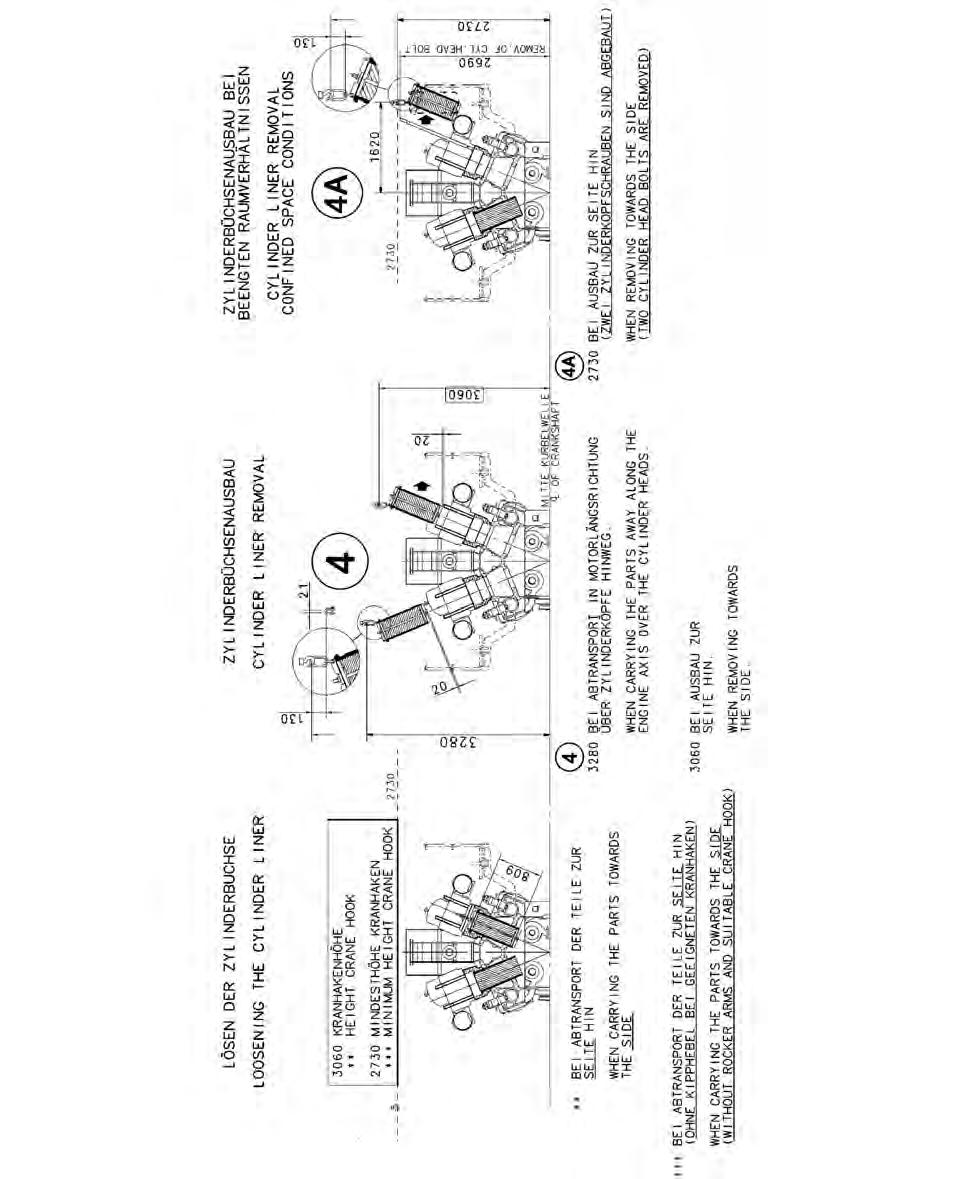 LÖSEN DER ZYLINDERBUCHSE
LOOSENING THE CYLINDER LINER
3060 KRANHAKENHÖHE
** HEIGHT CRANE HOOK
2730 MINDESTHÖHE KRANHAKEN
*** MINIMUM HEIGHT CRANE HOOK
2730
809
** BEI ABTRANSPORT DER TEILE ZUR
SEITE HIN
WHEN CARRYING THE PARTS TOWARDS
THE SIDE
*** BEI ABTRANSPORT DER TEILE ZUR SEITE HIN
(OHNE KIPPHEBEL BEI GEEIGNETEN KRANHAKEN)
WHEN CARRYING THE PARTS TOWARDS THE SIDE
(WITHOUT ROCKER ARMS AND SUITABLE CRANE HOOK)
ZYLINDERBÜCHSENAUSBAU
CYLINDER LINER REMOVAL
4
130
2.1
3280
20
20
3060
MITTE KURBELWELLE
OF CRANKSHAFT
4
3280 BEI ABTRANSPORT IN MOTORLÄNGSRICHTUNG
ÜBER ZYLINDERKÖPFE HINWEG.
WHEN CARRYING THE PARTS AWAY ALONG THE
ENGINE AXIS OVER THE CYLINDER HEADS.
3060 BEI AUSBAU ZUR
SEITE HIN.
WHEN REMOVING TOWARDS
THE SIDE.
ZYLINDERBÜCHSENAUSBAU BEI
BEENGTEN RAUMVERHÄLTNISSEN
CYLINDER LINER REMOVAL
CONFINED SPACE CONDITIONS
4A
130
1620
2730
2690
REMOV OF CYL.HEAD BOLT
2730
4A
2730 BEI AUSBAU ZUR SEITE HIN
(ZWEI ZYLINDERKOPFSCHRAUBEN SIND ABGEBAUT)
WHEN REMOVING TOWARDS THE SIDE
(TWO CYLINDER HEAD BOLTS ARE REMOVED)